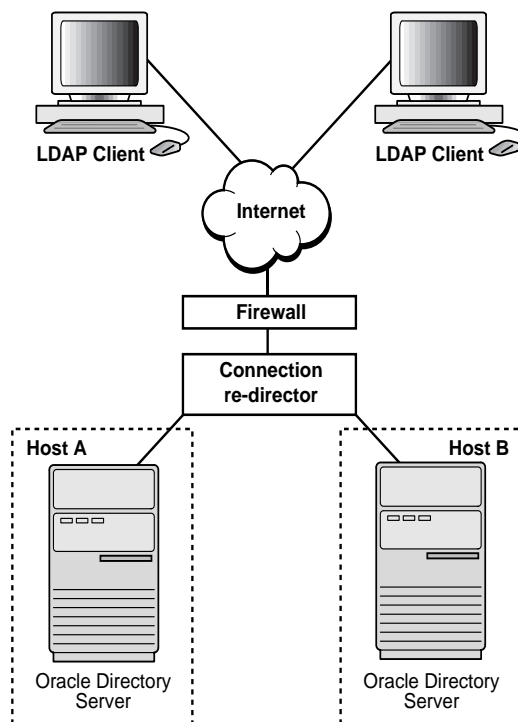 LDAP Client
LDAP Client
Internet
Firewall
Connection
re-director
Host A
Host B
Oracle Directory
Server
Oracle Directory
Server